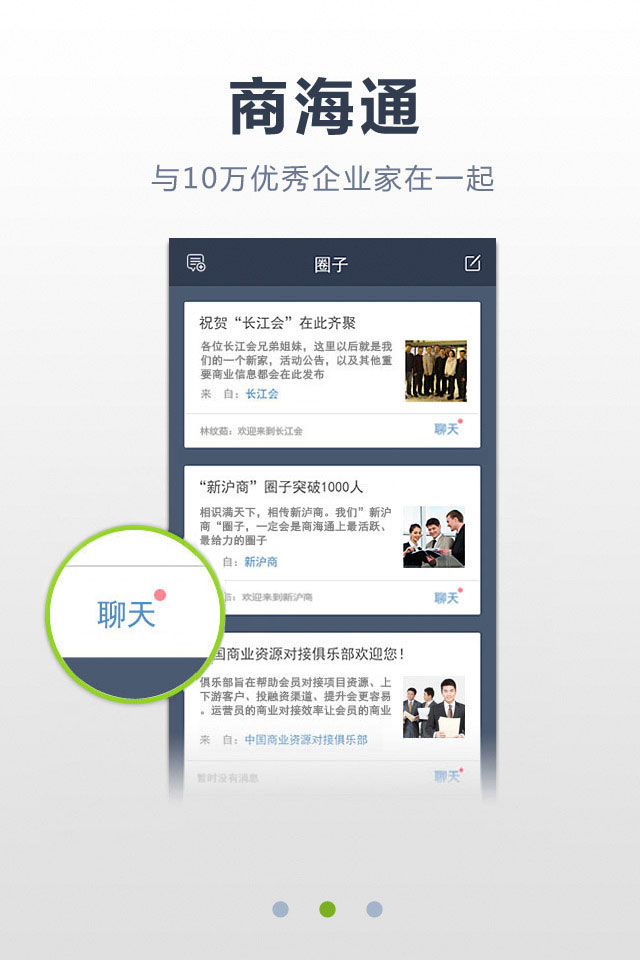 商海通
与10万优秀企业家在一起
圈子
祝贺“长江会”在此齐聚
各位长江会兄弟姐妹，这里以后就是我
们的一个新家，活动公告，以及其他重
要商业信息都会在此发布
来 自：长江会
林纹茹：欢迎来到长江会
聊天
“新沪商”圈子突破1000人
相识满天下，相传新沪商。我们”新沪
商“圈子，一定会是商海通上最活跃、
最给力的圈子
自：新沪商
：欢迎来到新沪商
聊天
聊天
国商业资源对接俱乐部欢迎您！
俱乐部旨在帮助会员对接项目资源、上
下游客户、投融资渠道、提升会更容易
。运营员的商业对接效率让会员的商业
来 自：中国商业资源对接俱乐部
暂时没有消息
聊天